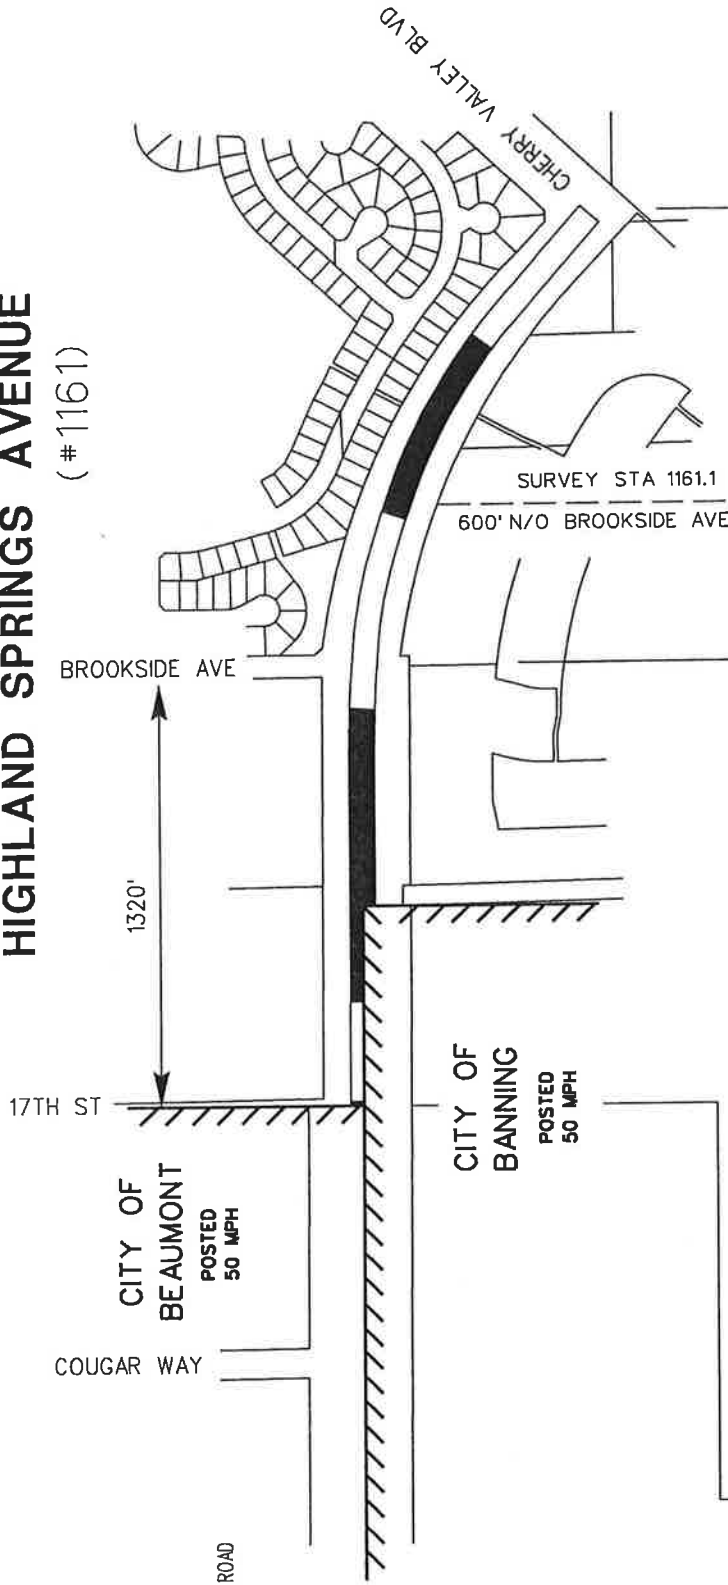 HIGHLAND SPRINGS AVENUE
(#1161)
CHERRY VALLEY BLVD
SURVEY STA 1161.1
600' N/O BROOKSIDE AVE
BROOKSIDE AVE
1320'
17TH ST
CITY OF
BANNING
POSTED
50 MPH
CITY OF
BEAUMONT
POSTED
50 MPH
COUGAR WAY
ROAD